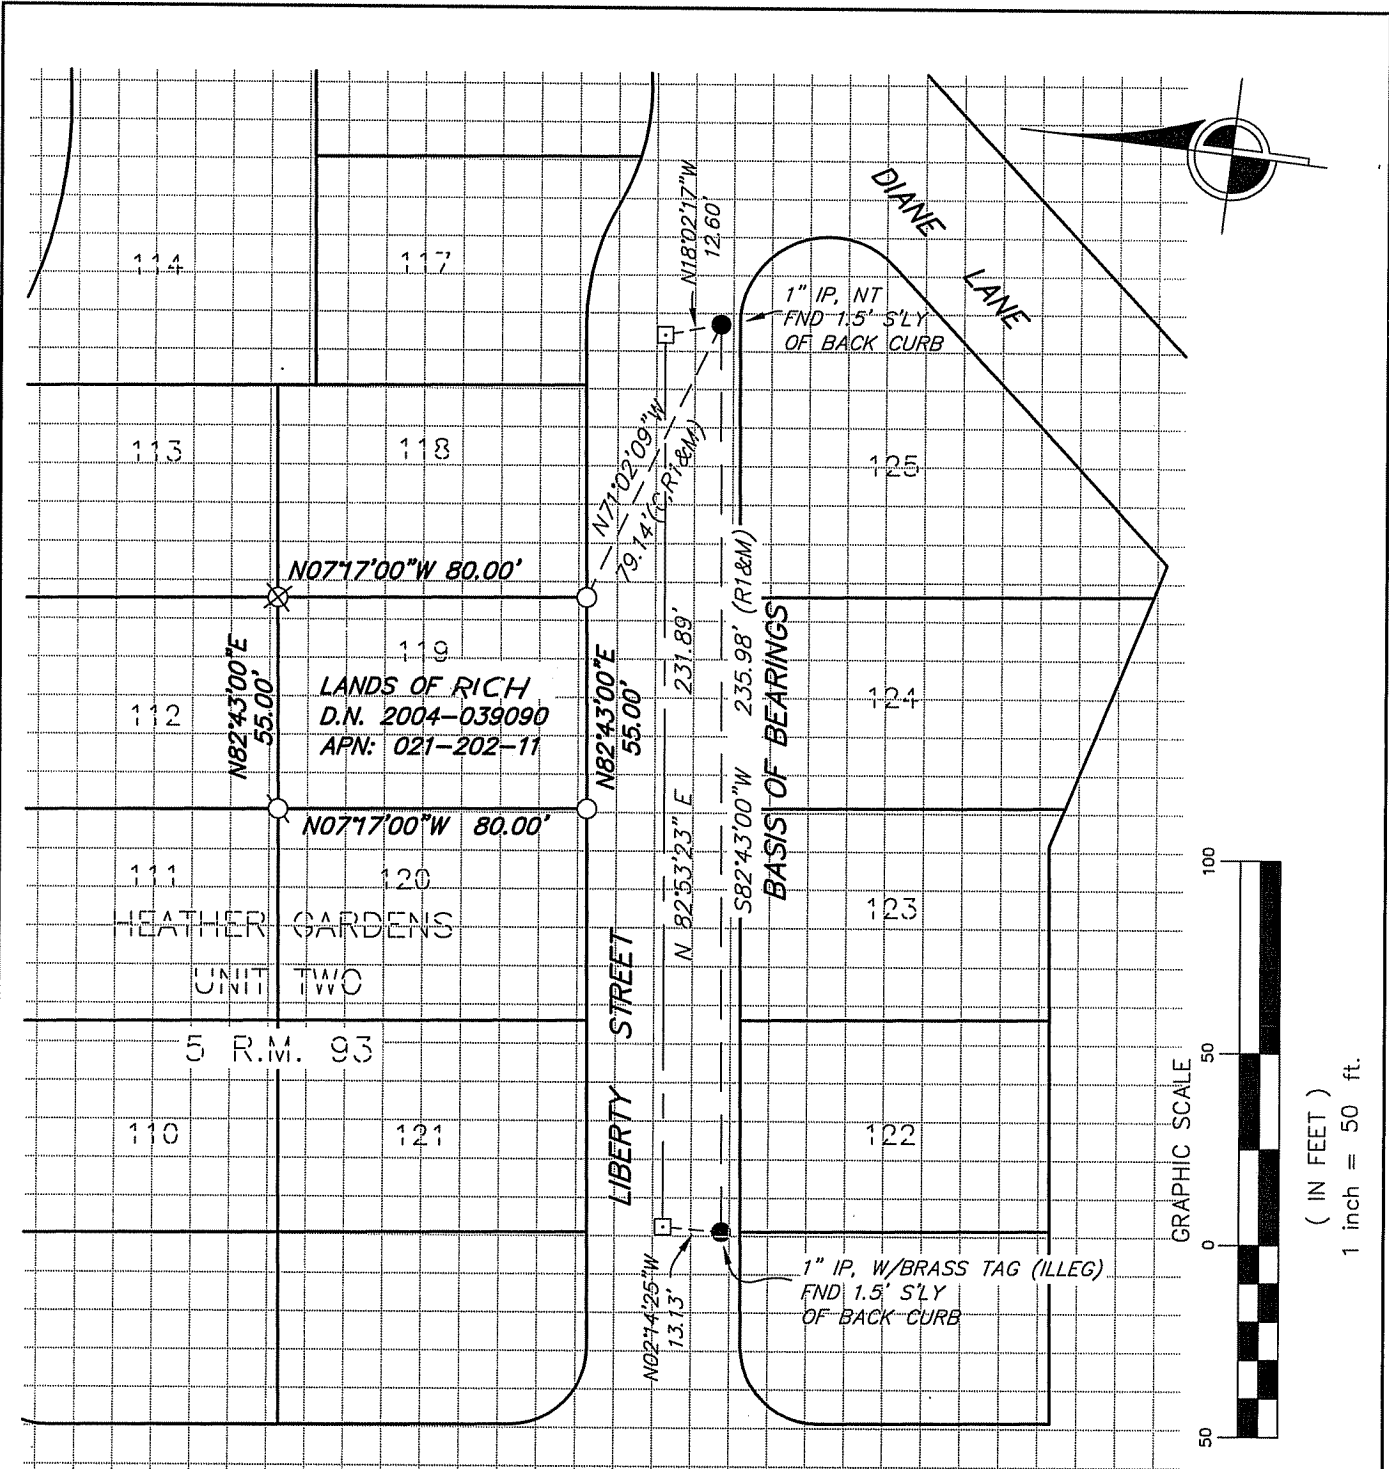 DIANE
LANE
N18°02'17"W
12.60'
114
117
1" IP, NT
FND 1.5' S'LY
OF BACK CURB
113
118
125
N71°02'09"W
79.14' (C,R1&M)
N07°17'00"W 80.00'
N82°43'00"E
55.00'
119
LANDS OF RICH
D.N. 2004-039090
APN: 021-202-11
N82°43'00"E
55.00'
112
N 82°53'23" E 231.89'
S82°43'00"W 235.98' (R1&M)
BASIS OF BEARINGS
124
N07°17'00"W 80.00'
111
120
123
HEATHER GARDENS
UNIT TWO
5 R.M. 93
LIBERTY STREET
110
121
122
N02°14'25"W
13.13'
1" IP, W/BRASS TAG (ILLEG)
FND 1.5' S'LY
OF BACK CURB
GRAPHIC SCALE
50 0 50 100
( IN FEET )
1 inch = 50 ft.